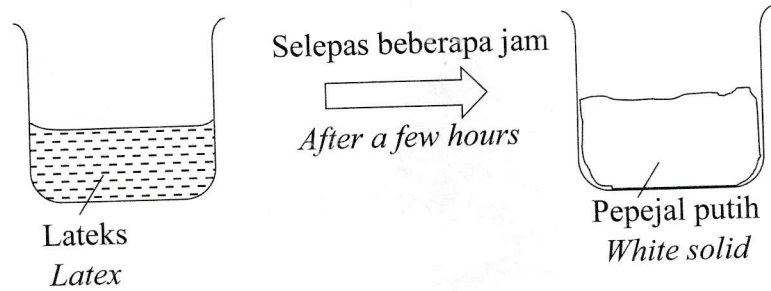 Selepas beberapa jam
After a few hours
Lateks
Latex
Pepejal putih
White solid